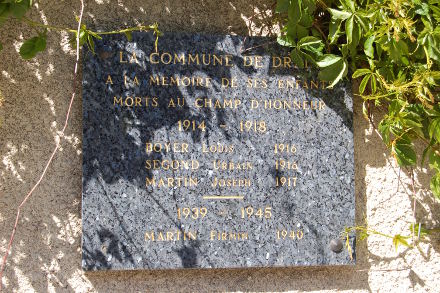 LA COMMUNE DE
A LA MEMOIRE DE SES ENFANTS
MORTS AU CHAMP D'HONNEUR
1914 - 1918
BOYER LOUIS 1916
SEGOND URBAIN 1916
MARTIN JOSEPH 1917
1939 - 1945
MARTIN FIRMIN 1940